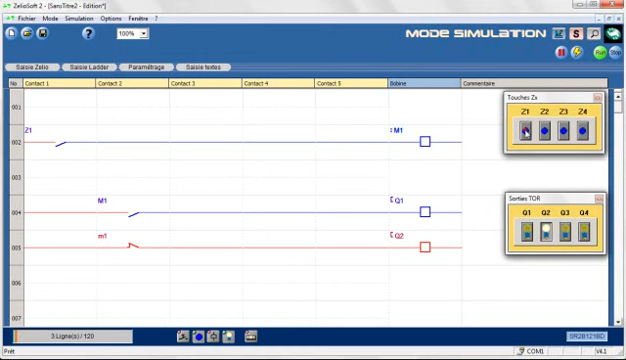 ZelioSoft 2 - [SansTitre2 - Edition*]
Fichier Mode Simulation Options Fenêtre ?
100%
MODE SIMULATION
Run Stop
Saisie Zelio Saisie Ladder Paramétrage Saisie textes
No Contact 1 Contact 2 Contact 3 Contact 4 Contact 5 Bobine Commentaire
001
Touches Zx
Z1 Z2 Z3 Z4
Z1 M1
002
Sorties TOR
Q1 Q2 Q3 Q4
M1 [Q1
004
m1 [Q2
005
007
3 Ligne(s) / 120
SR2B121BD
Prêt COM1 V4.1